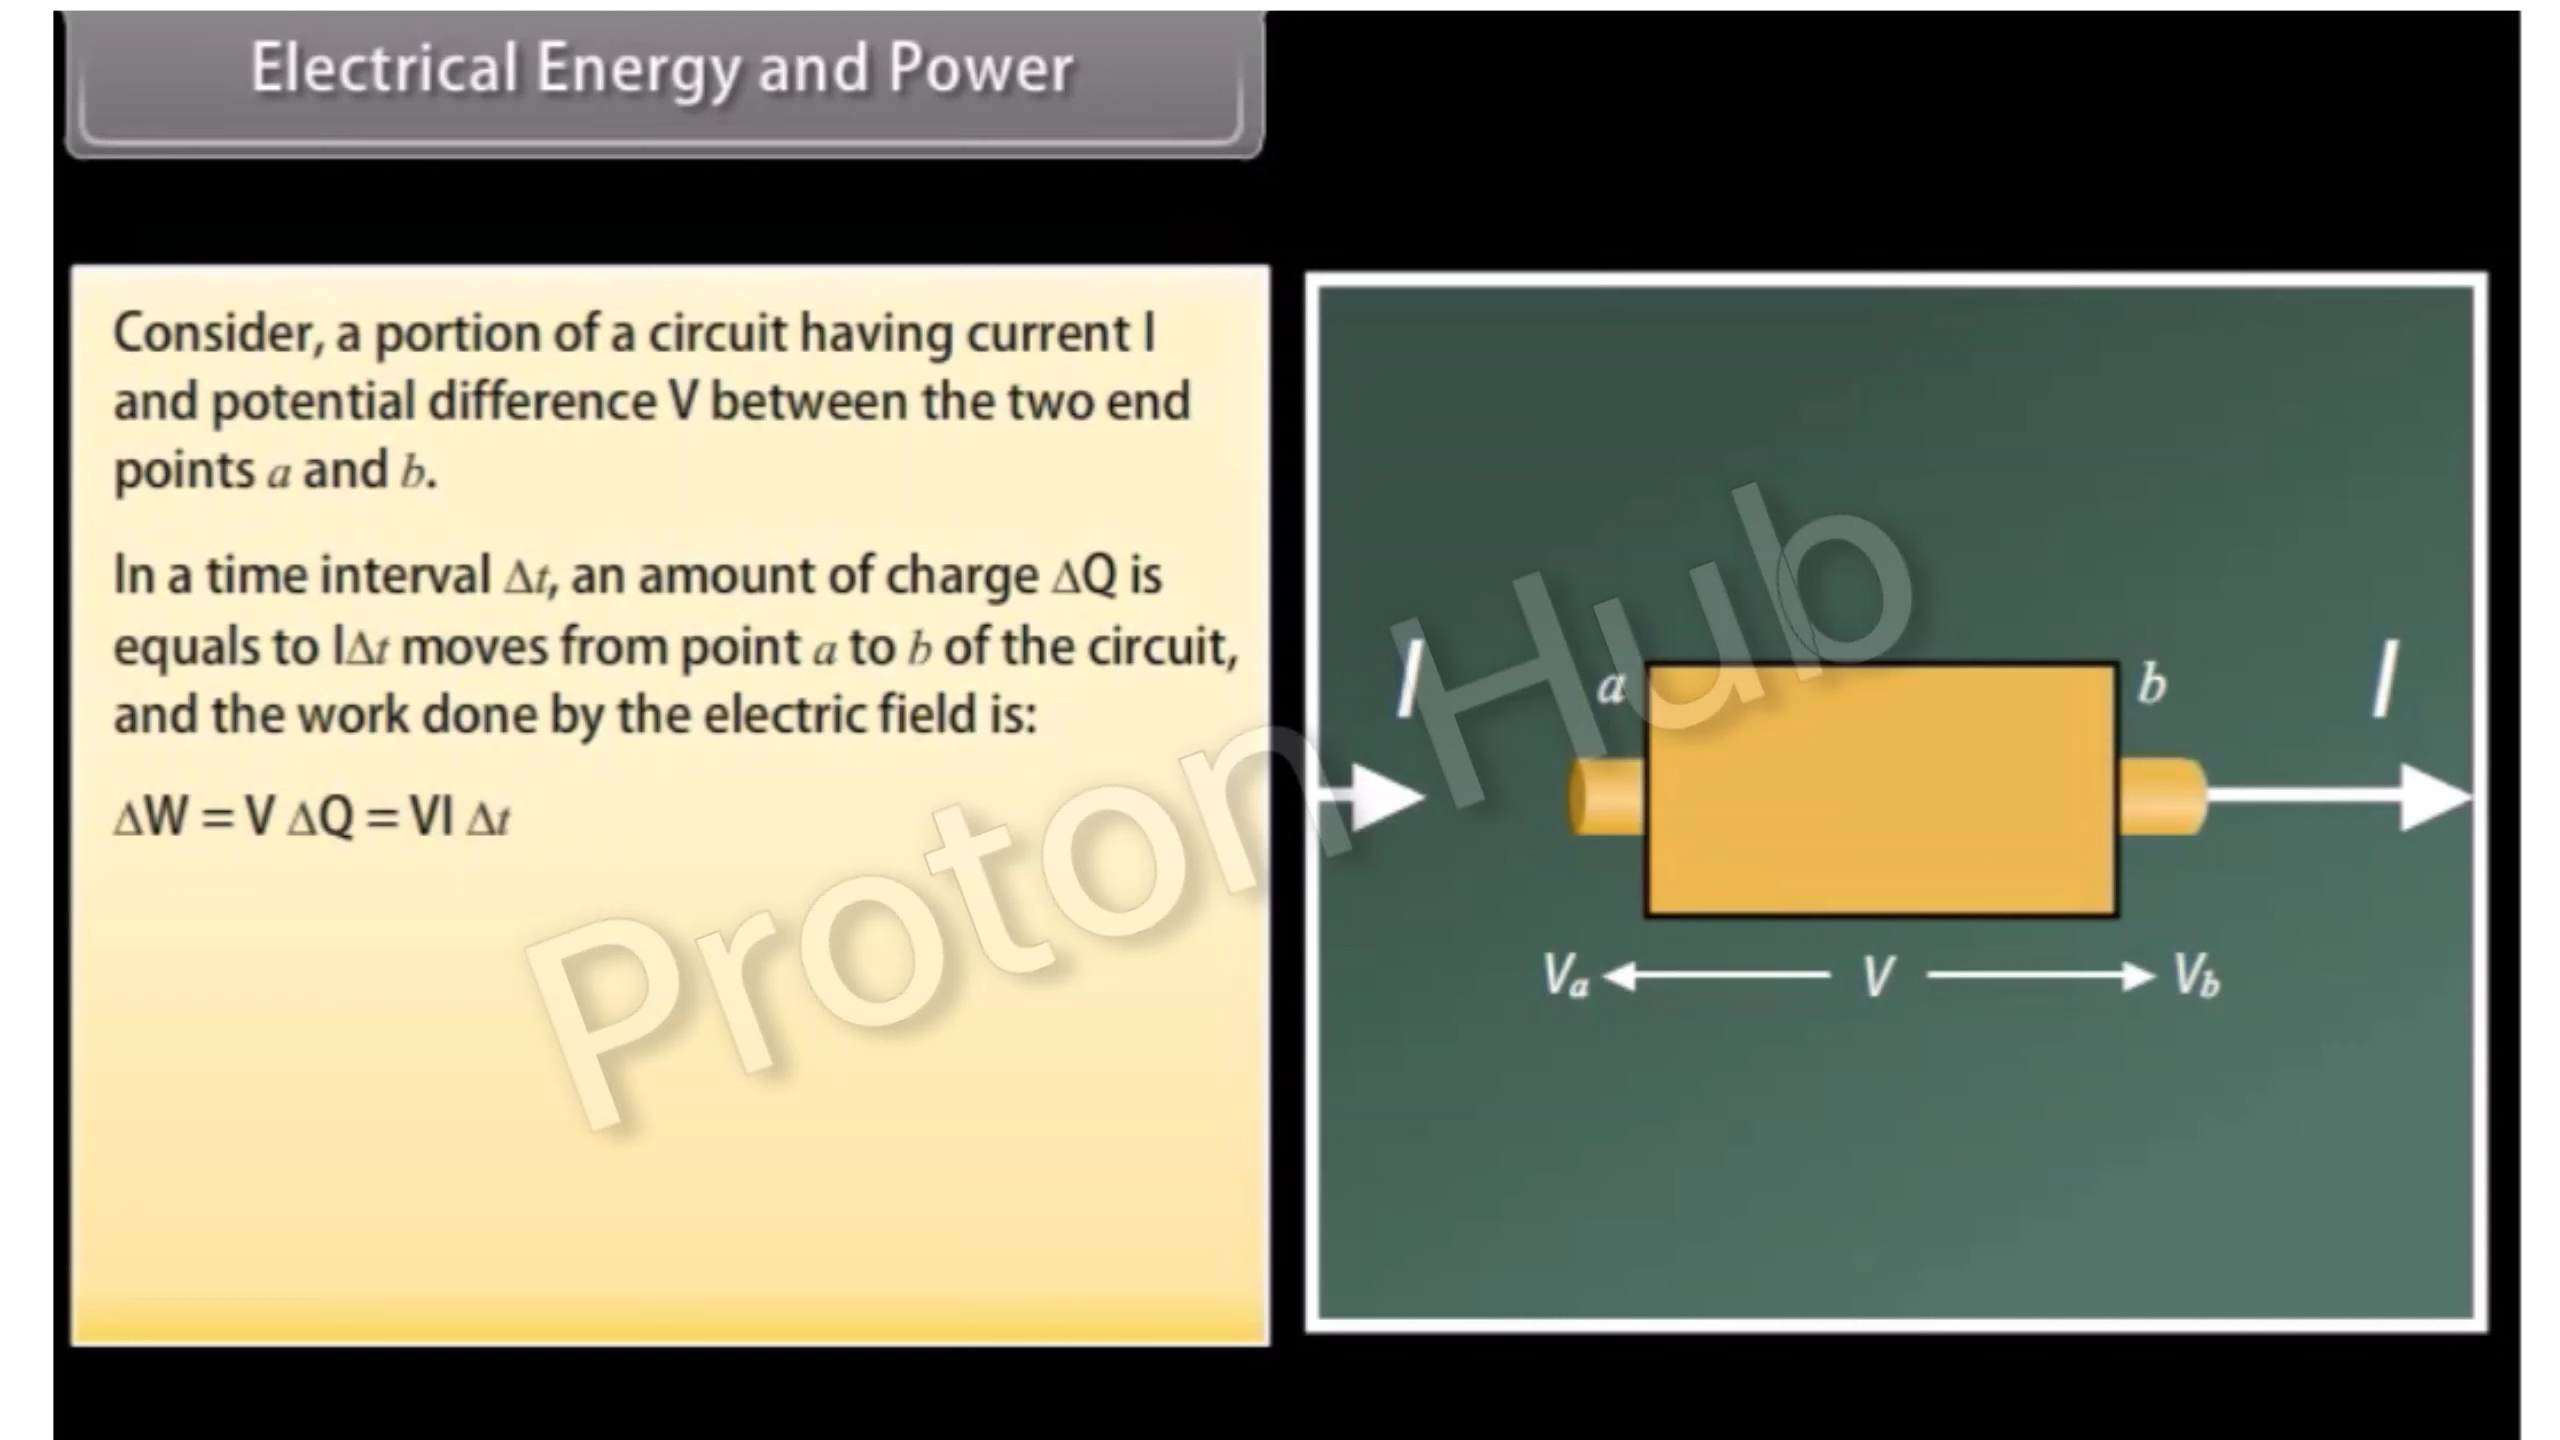 Electrical Energy and Power
Consider, a portion of a circuit having current I
and potential difference V between the two end
points a and b.
In a time interval Δt, an amount of charge ΔQ is
equals to IΔt moves from point a to b of the circuit,
and the work done by the electric field is:
ΔW = V ΔQ = VI Δt
I a b I
Va V Vb
Proton Hub